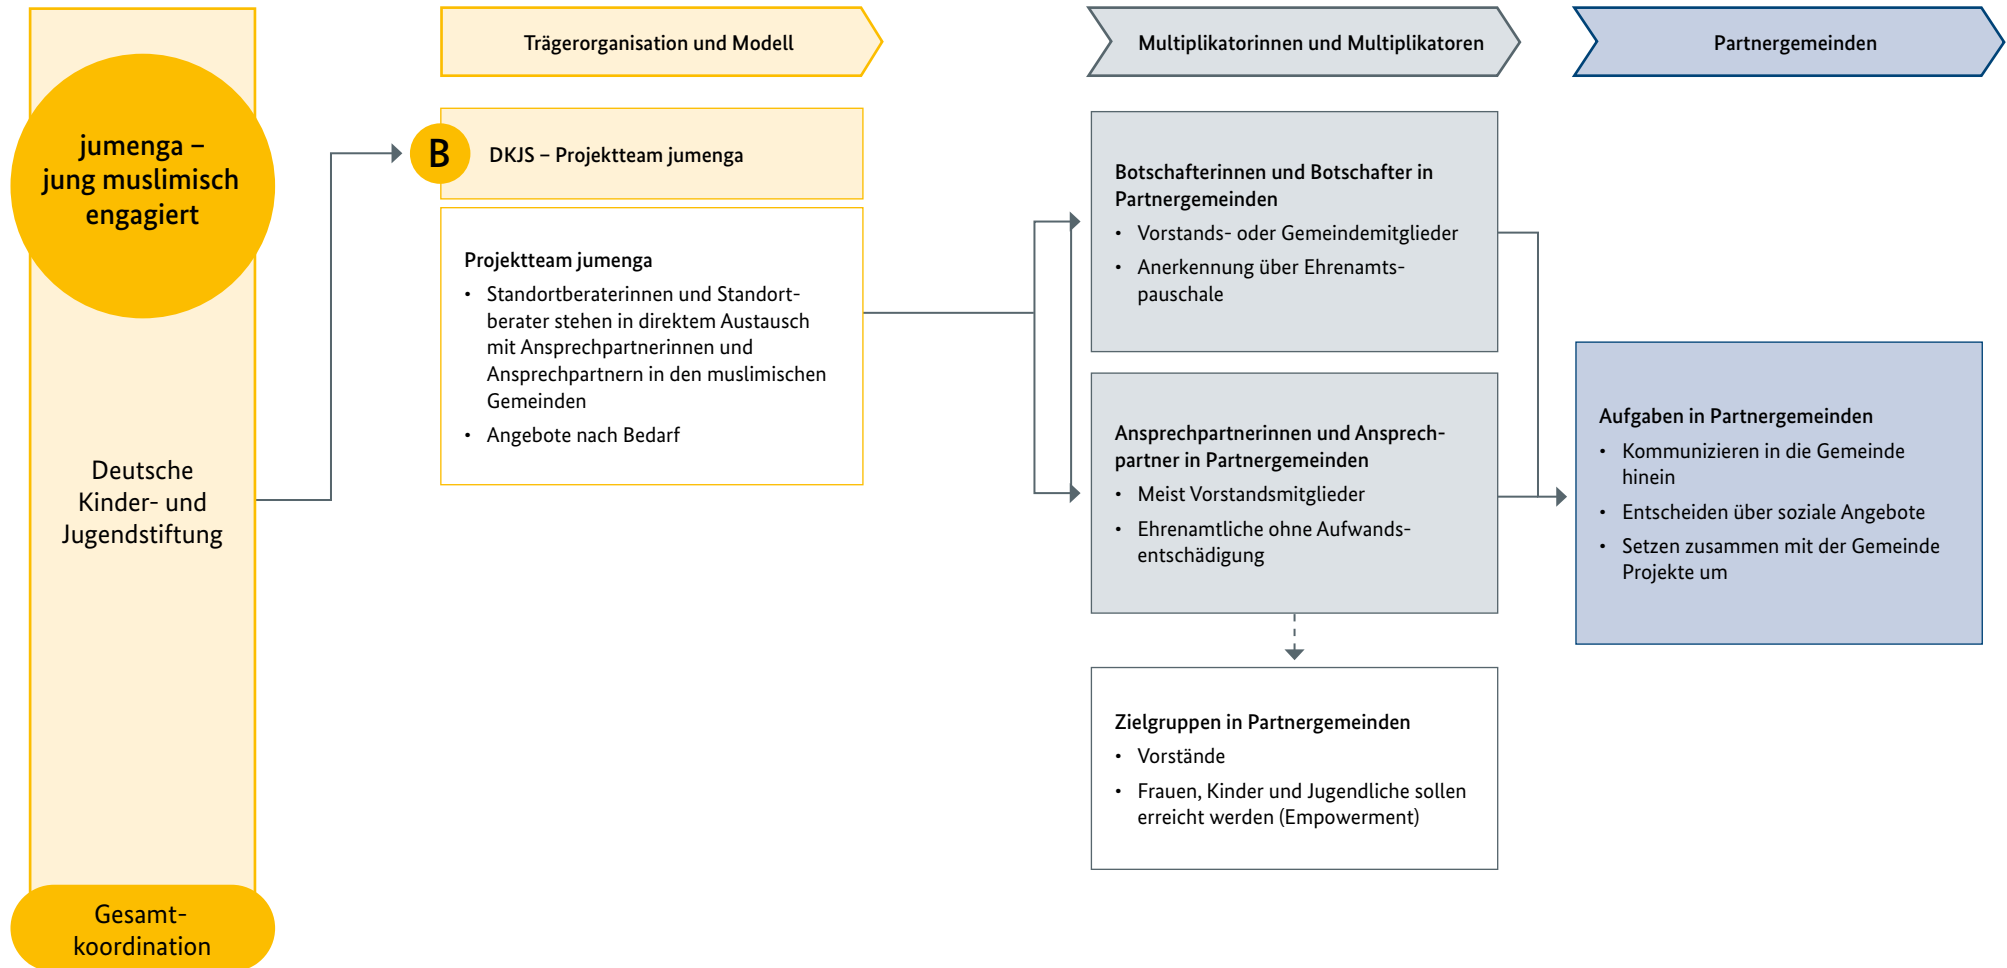 jumenga –
jung muslimisch
engagiert
Deutsche
Kinder- und
Jugendstiftung
Gesamt-
koordination
Trägerorganisation und Modell
B
DKJS – Projektteam jumenga
Projektteam jumenga
• Standortberaterinnen und Standort-
berater stehen in direktem Austausch
mit Ansprechpartnerinnen und
Ansprechpartnern in den muslimischen
Gemeinden
• Angebote nach Bedarf
Multiplikatorinnen und Multiplikatoren
Botschafterinnen und Botschafter in
Partnergemeinden
• Vorstands- oder Gemeindemitglieder
• Anerkennung über Ehrenamts-
pauschale
Ansprechpartnerinnen und Ansprech-
partner in Partnergemeinden
• Meist Vorstandsmitglieder
• Ehrenamtliche ohne Aufwands-
entschädigung
Zielgruppen in Partnergemeinden
• Vorstände
• Frauen, Kinder und Jugendliche sollen
erreicht werden (Empowerment)
Partnergemeinden
Aufgaben in Partnergemeinden
• Kommunizieren in die Gemeinde
hinein
• Entscheiden über soziale Angebote
• Setzen zusammen mit der Gemeinde
Projekte um